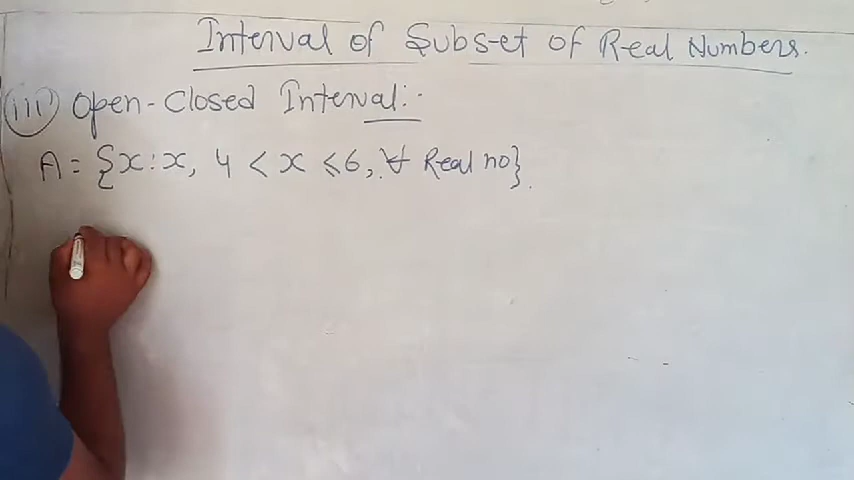 Interval of Subset of Real Numbers.
(iii) Open-Closed Interval:-
A = {x:x, 4 < x ≤ 6, ∀ Real no}.